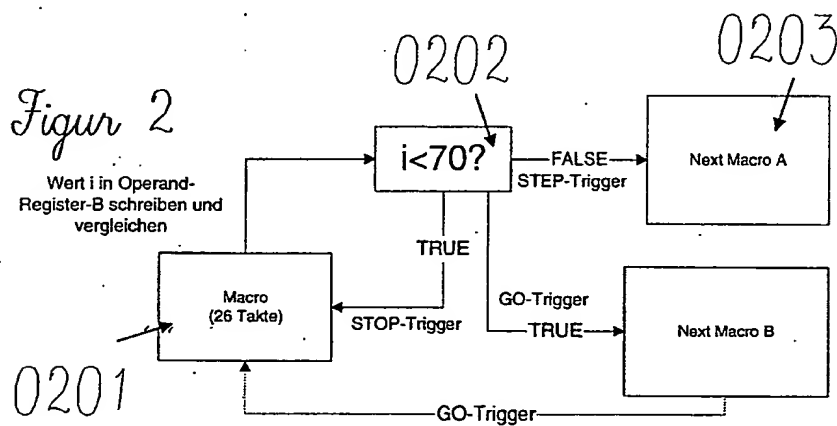 0203
0202
Figur 2
i<70?
FALSE
STEP-Trigger
Next Macro A
Wert i in Operand-
Register-B schreiben und
vergleichen
TRUE
Macro
(26 Takte)
STOP-Trigger
GO-Trigger
TRUE
Next Macro B
0201
GO-Trigger